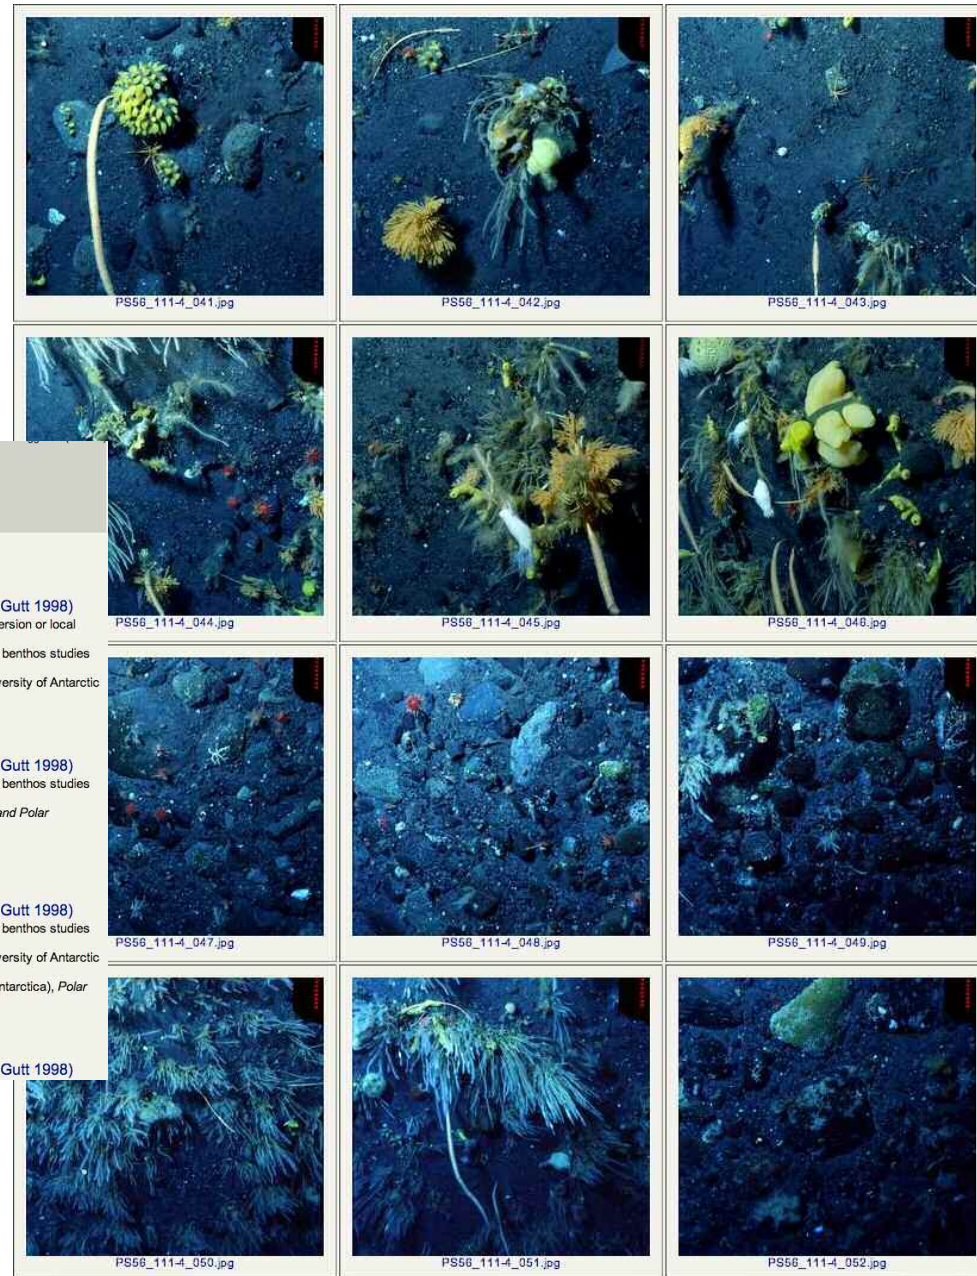 PS56_111-4_041.jpg
PS56_111-4_042.jpg
PS56_111-4_043.jpg
PS56_111-4_044.jpg
PS56_111-4_045.jpg
PS56_111-4_046.jpg
Gutt 1998)
ersion or local
benthos studies
versity of Antarctic
Gutt 1998)
benthos studies
and Polar
Gutt 1998)
benthos studies
versity of Antarctic
ntarctica), Polar
Gutt 1998)
PS56_111-4_047.jpg
PS56_111-4_048.jpg
PS56_111-4_049.jpg
PS56_111-4_050.jpg
PS56_111-4_051.jpg
PS56_111-4_052.jpg